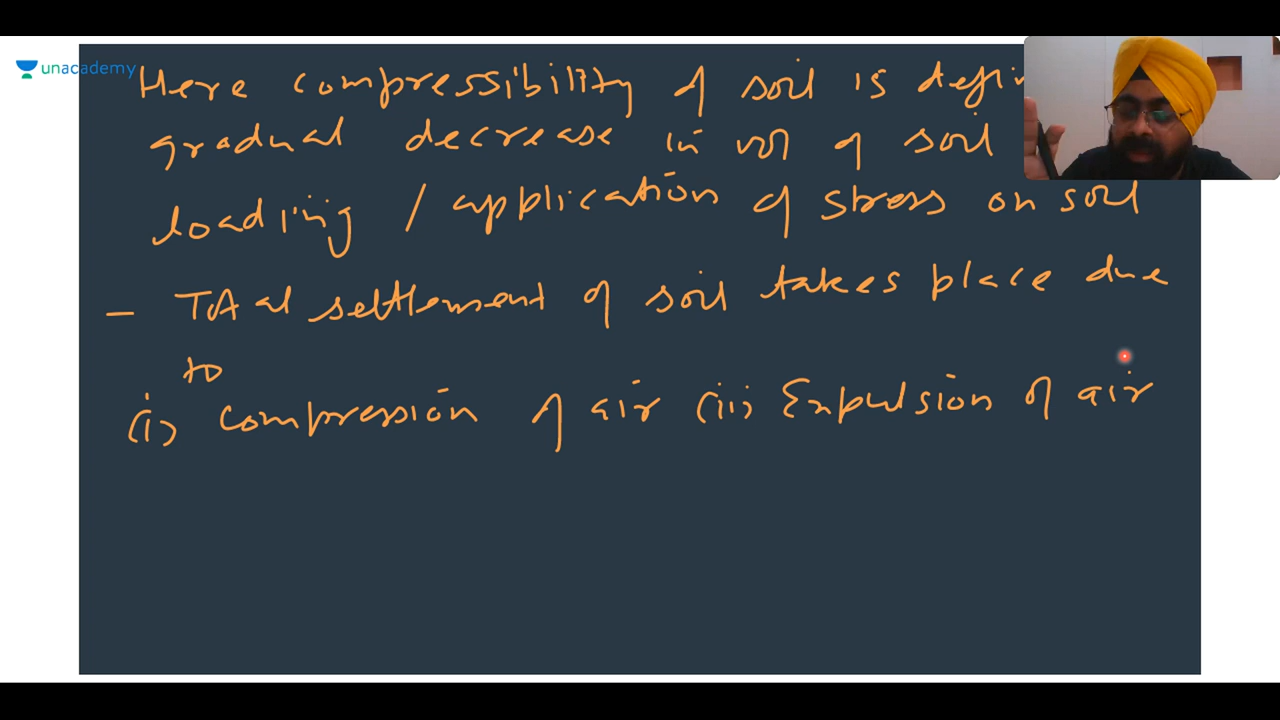 unacademy
Here compressibility of soil is defin
gradual decrease in vol of soil
loading / application of stress on soil
- Total settlement of soil takes place due
to
(i) compression of air (ii) Expulsion of air